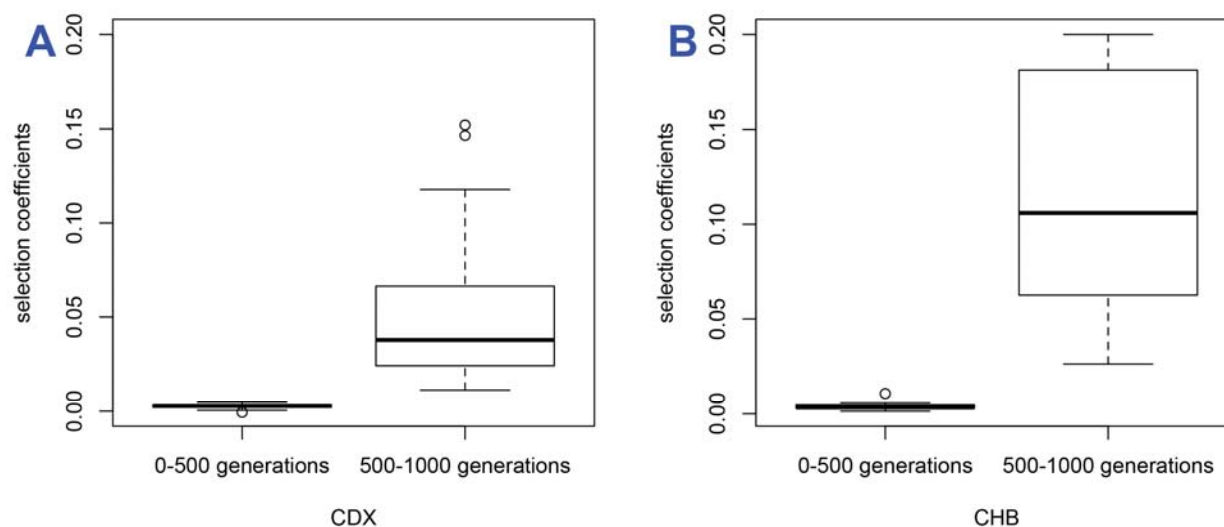 A
selection coefficients
0.20
0.15
0.10
0.05
0.00
0-500 generations
500-1000 generations
CDX
B
selection coefficients
0.20
0.15
0.10
0.05
0.00
0-500 generations
500-1000 generations
CHB